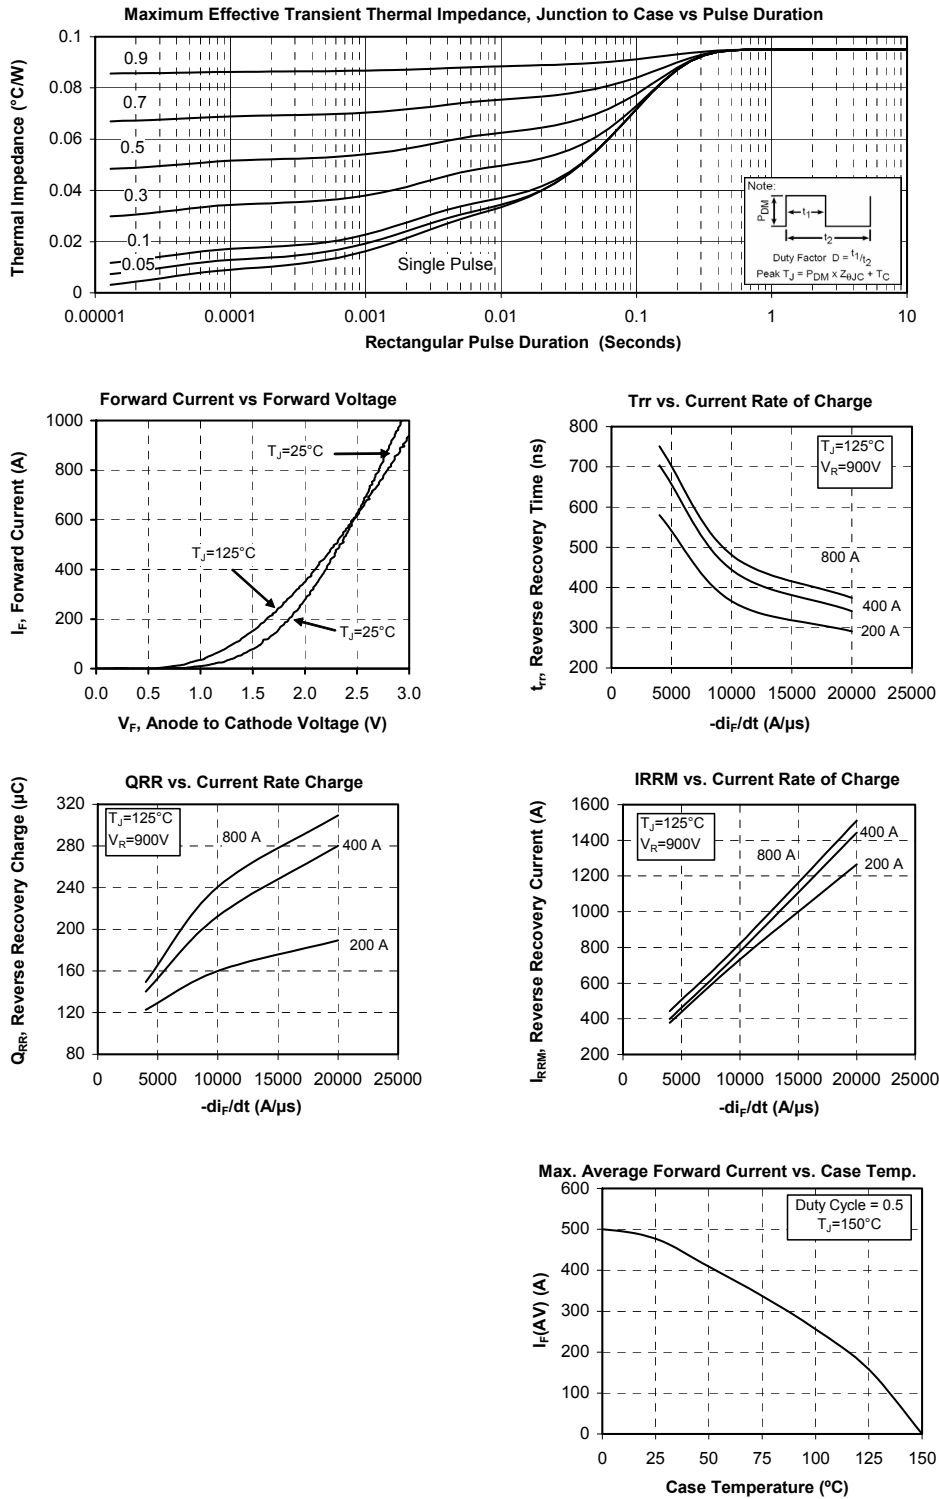 Maximum Effective Transient Thermal Impedance, Junction to Case vs Pulse Duration
Thermal Impedance (°C/W)
0.1
0.08
0.06
0.04
0.02
0
0.9
0.7
0.5
0.3
0.1
0.05
Single Pulse
Note:
PDM
t1
t2
Duty Factor D = t1/t2
Peak TJ = PDM x ZθJC + TC
0.00001 0.0001 0.001 0.01 0.1 1 10
Rectangular Pulse Duration (Seconds)
Forward Current vs Forward Voltage
IF, Forward Current (A)
1000
800
600
400
200
0
TJ=25°C
TJ=125°C
TJ=25°C
0.0 0.5 1.0 1.5 2.0 2.5 3.0
VF, Anode to Cathode Voltage (V)
Trr vs. Current Rate of Charge
trr, Reverse Recovery Time (ns)
800
700
600
500
400
300
200
TJ=125°C
VR=900V
800 A
400 A
200 A
0 5000 10000 15000 20000 25000
-diF/dt (A/µs)
QRR vs. Current Rate Charge
QRR, Reverse Recovery Charge (µC)
320
280
240
200
160
120
80
TJ=125°C
VR=900V
800 A
400 A
200 A
0 5000 10000 15000 20000 25000
-diF/dt (A/µs)
IRRM vs. Current Rate of Charge
IRRM, Reverse Recovery Current (A)
1600
1400
1200
1000
800
600
400
200
TJ=125°C
VR=900V
800 A
400 A
200 A
0 5000 10000 15000 20000 25000
-diF/dt (A/µs)
Max. Average Forward Current vs. Case Temp.
IF(AV) (A)
600
500
400
300
200
100
0
Duty Cycle = 0.5
TJ=150°C
0 25 50 75 100 125 150
Case Temperature (ºC)